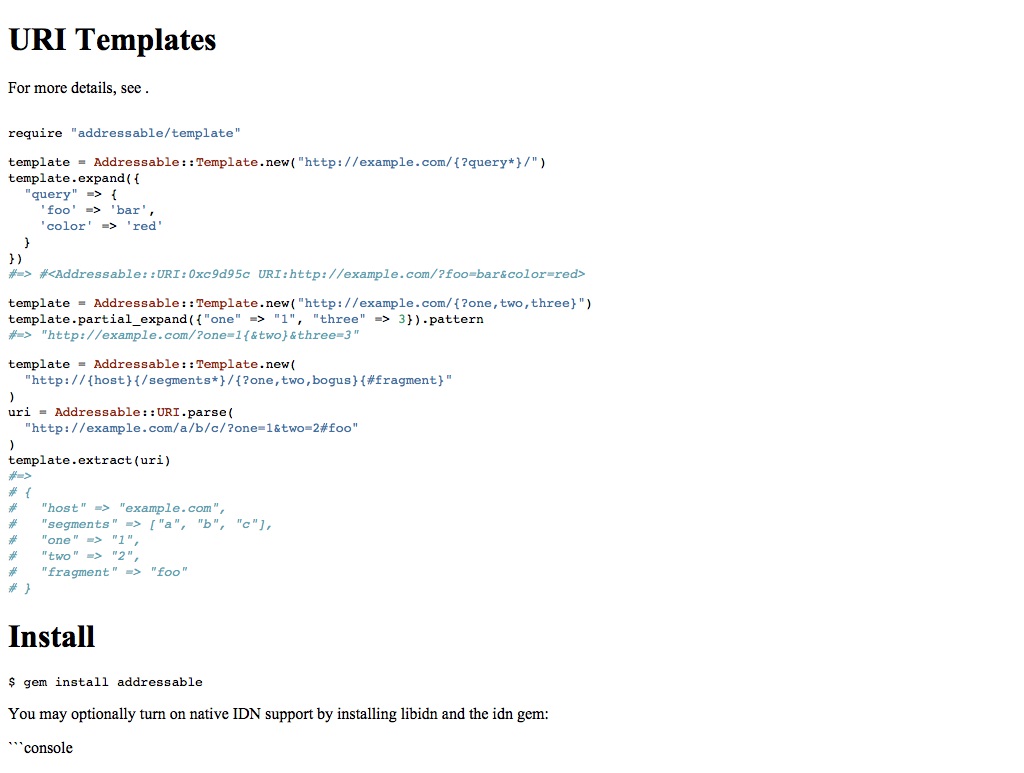 URI Templates
For more details, see .
require "addressable/template"
template = Addressable::Template.new("http://example.com/{?query*}/")
template.expand({
  "query" => {
    'foo' => 'bar',
    'color' => 'red'
  }
})
#=> #<Addressable::URI:0xc9d95c URI:http://example.com/?foo=bar&color=red>
template = Addressable::Template.new("http://example.com/{?one,two,three}")
template.partial_expand({"one" => "1", "three" => 3}).pattern
#=> "http://example.com/?one=1{&two}&three=3"
template = Addressable::Template.new(
  "http://{host}{/segments*}/{?one,two,bogus}{#fragment}"
)
uri = Addressable::URI.parse(
  "http://example.com/a/b/c/?one=1&two=2#foo"
)
template.extract(uri)
#=>
# {
#   "host" => "example.com",
#   "segments" => ["a", "b", "c"],
#   "one" => "1",
#   "two" => "2",
#   "fragment" => "foo"
# }
Install
$ gem install addressable
You may optionally turn on native IDN support by installing libidn and the idn gem:
```console